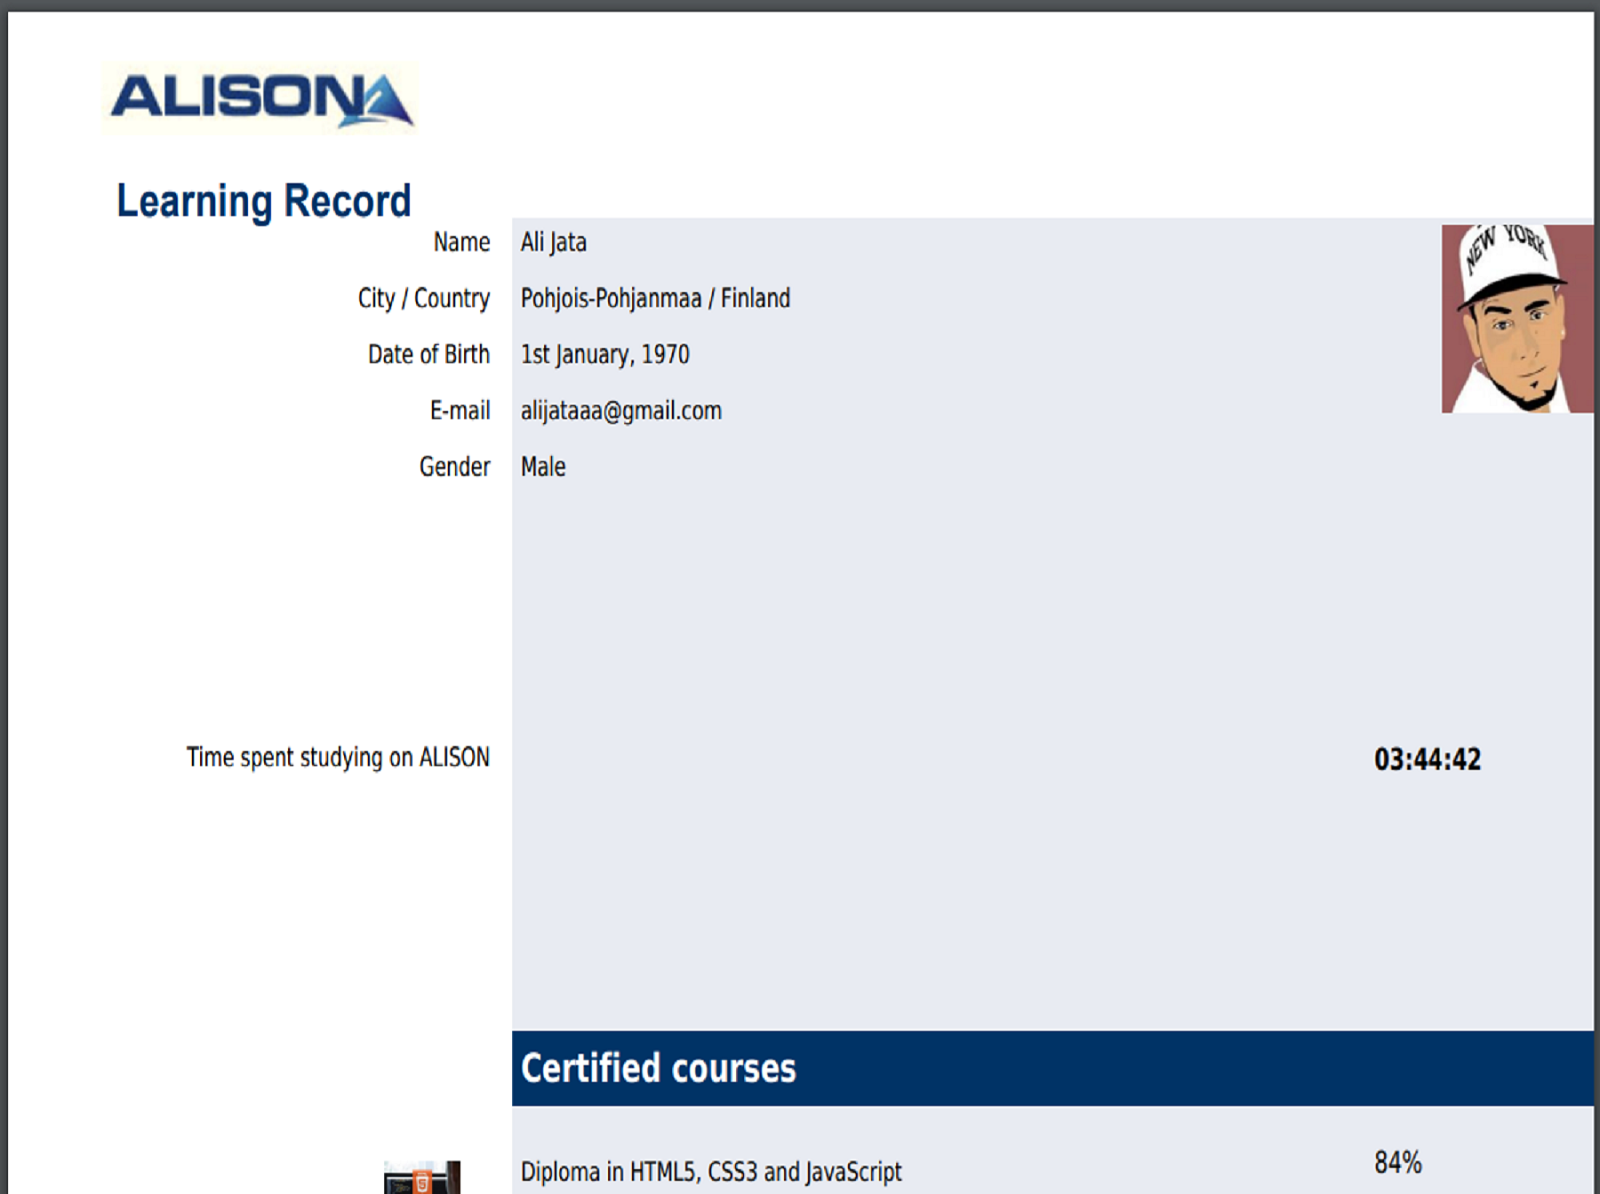 ALISON
Learning Record
Name Ali Jata
NEW YORK
City / Country Pohjois-Pohjanmaa / Finland
Date of Birth 1st January, 1970
E-mail alijataaa@gmail.com
Gender Male
Time spent studying on ALISON 03:44:42
Certified courses
Diploma in HTML5, CSS3 and JavaScript 84%
5